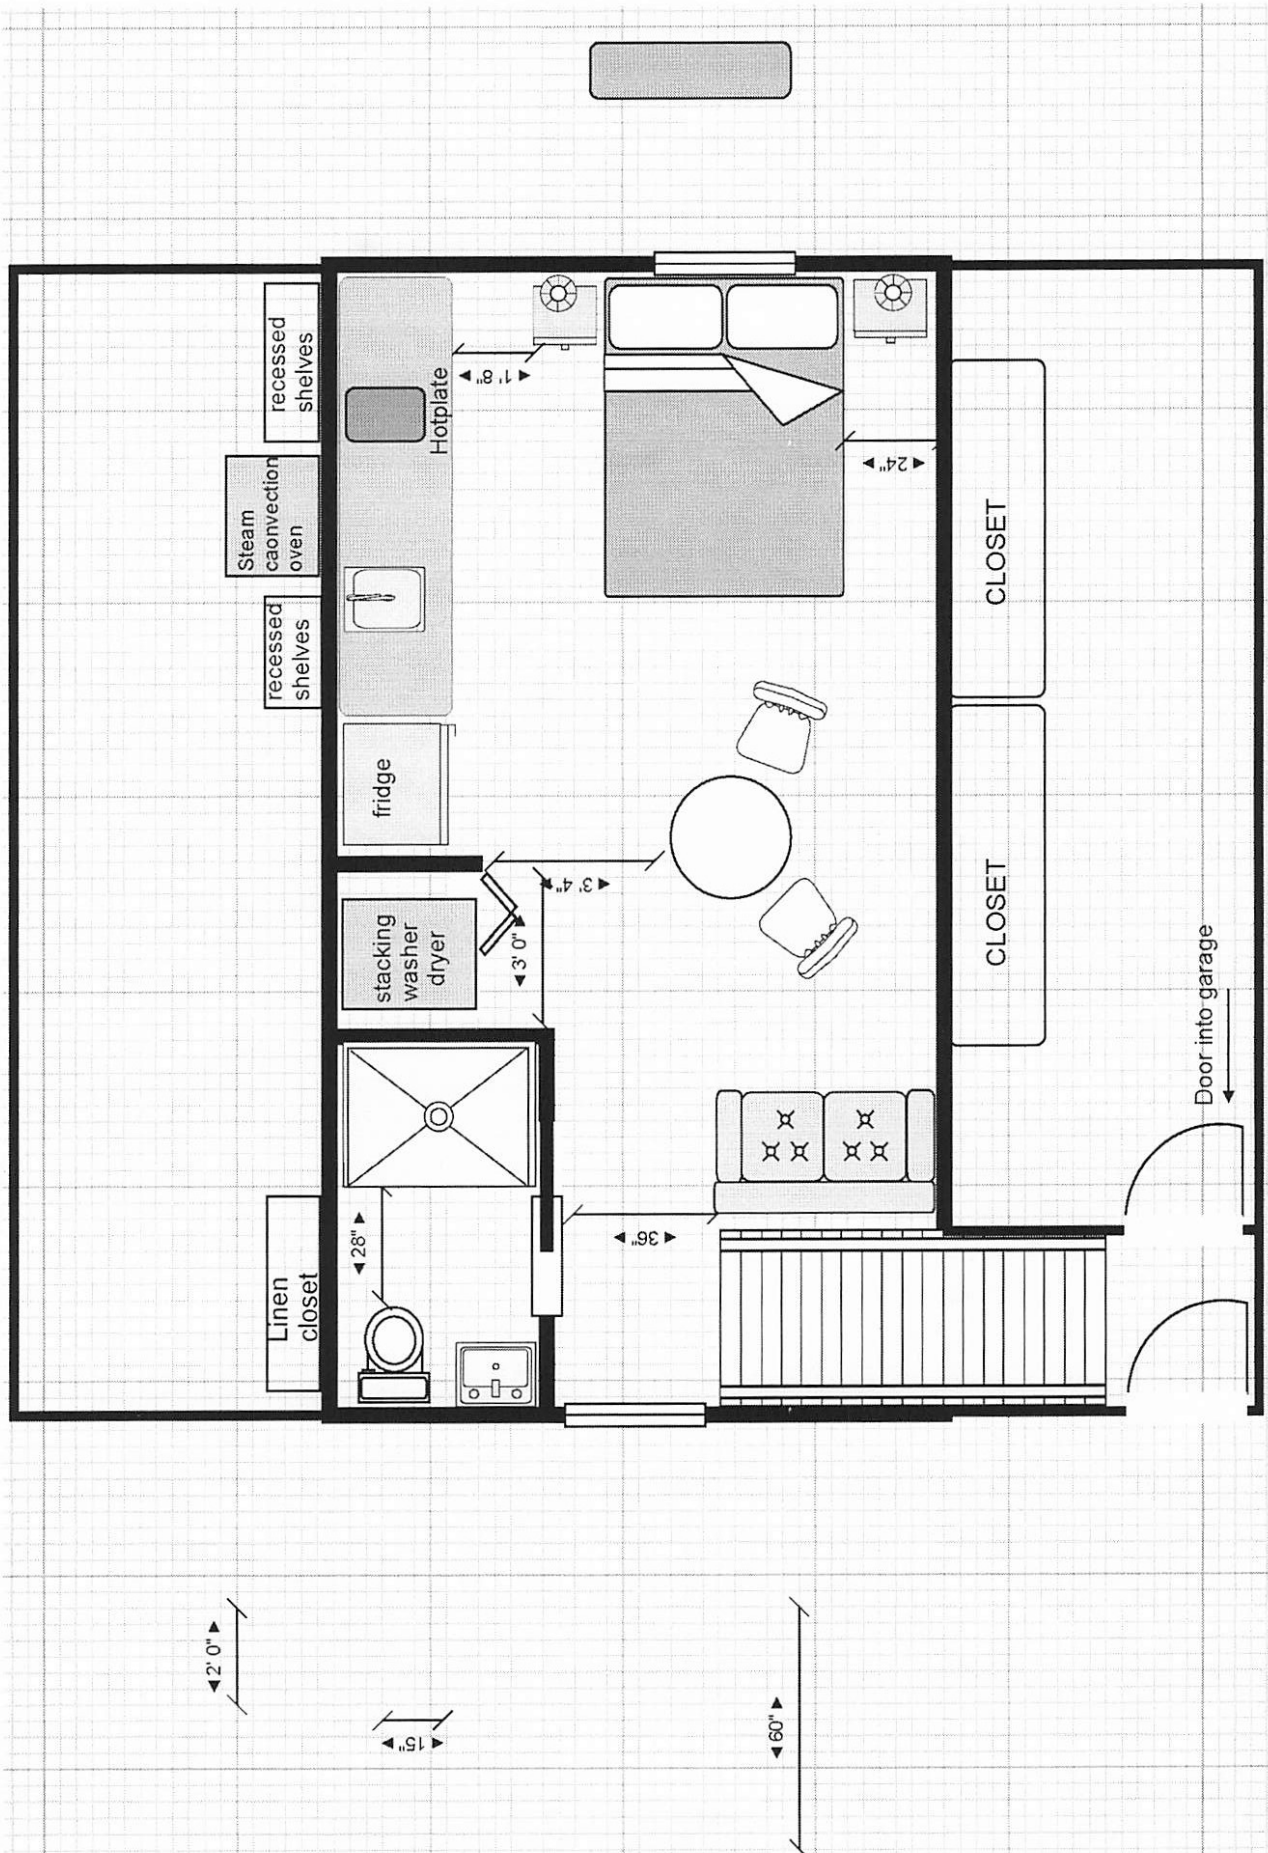 recessed
shelves
Steam
caonvection
oven
recessed
shelves
Hotplate
1' 8"
24"
fridge
3' 4"
3' 0"
stacking
washer
dryer
CLOSET
CLOSET
Door into garage
28"
36"
Linen
closet
2' 0"
15"
60"